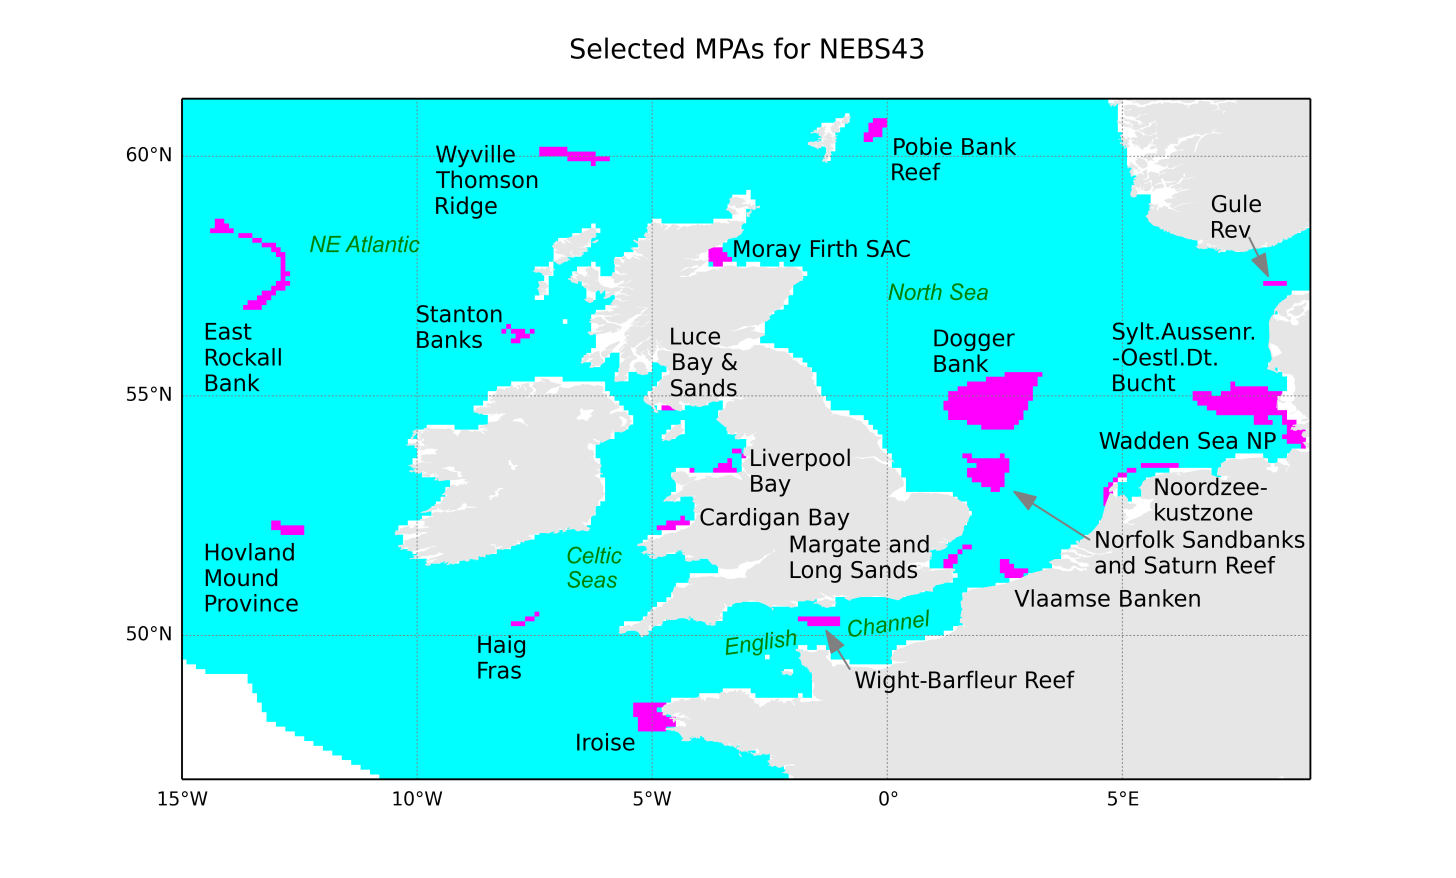 Selected MPAs for NEBS43
60°N
55°N
50°N
15°W
10°W
5°W
0°
5°E
Wyville
Thomson
Ridge
Pobie Bank
Reef
Gule
Rev
NE Atlantic
Moray Firth SAC
North Sea
East
Rockall
Bank
Stanton
Banks
Luce
Bay &
Sands
Dogger
Bank
Sylt.Aussenr.
-Oestl.Dt.
Bucht
Wadden Sea NP
Liverpool
Bay
Noordzee-
kustzone
Cardigan Bay
Margate and
Long Sands
Norfolk Sandbanks
and Saturn Reef
Hovland
Mound
Province
Celtic
Seas
Vlaamse Banken
Haig
Fras
English Channel
Wight-Barfleur Reef
Iroise